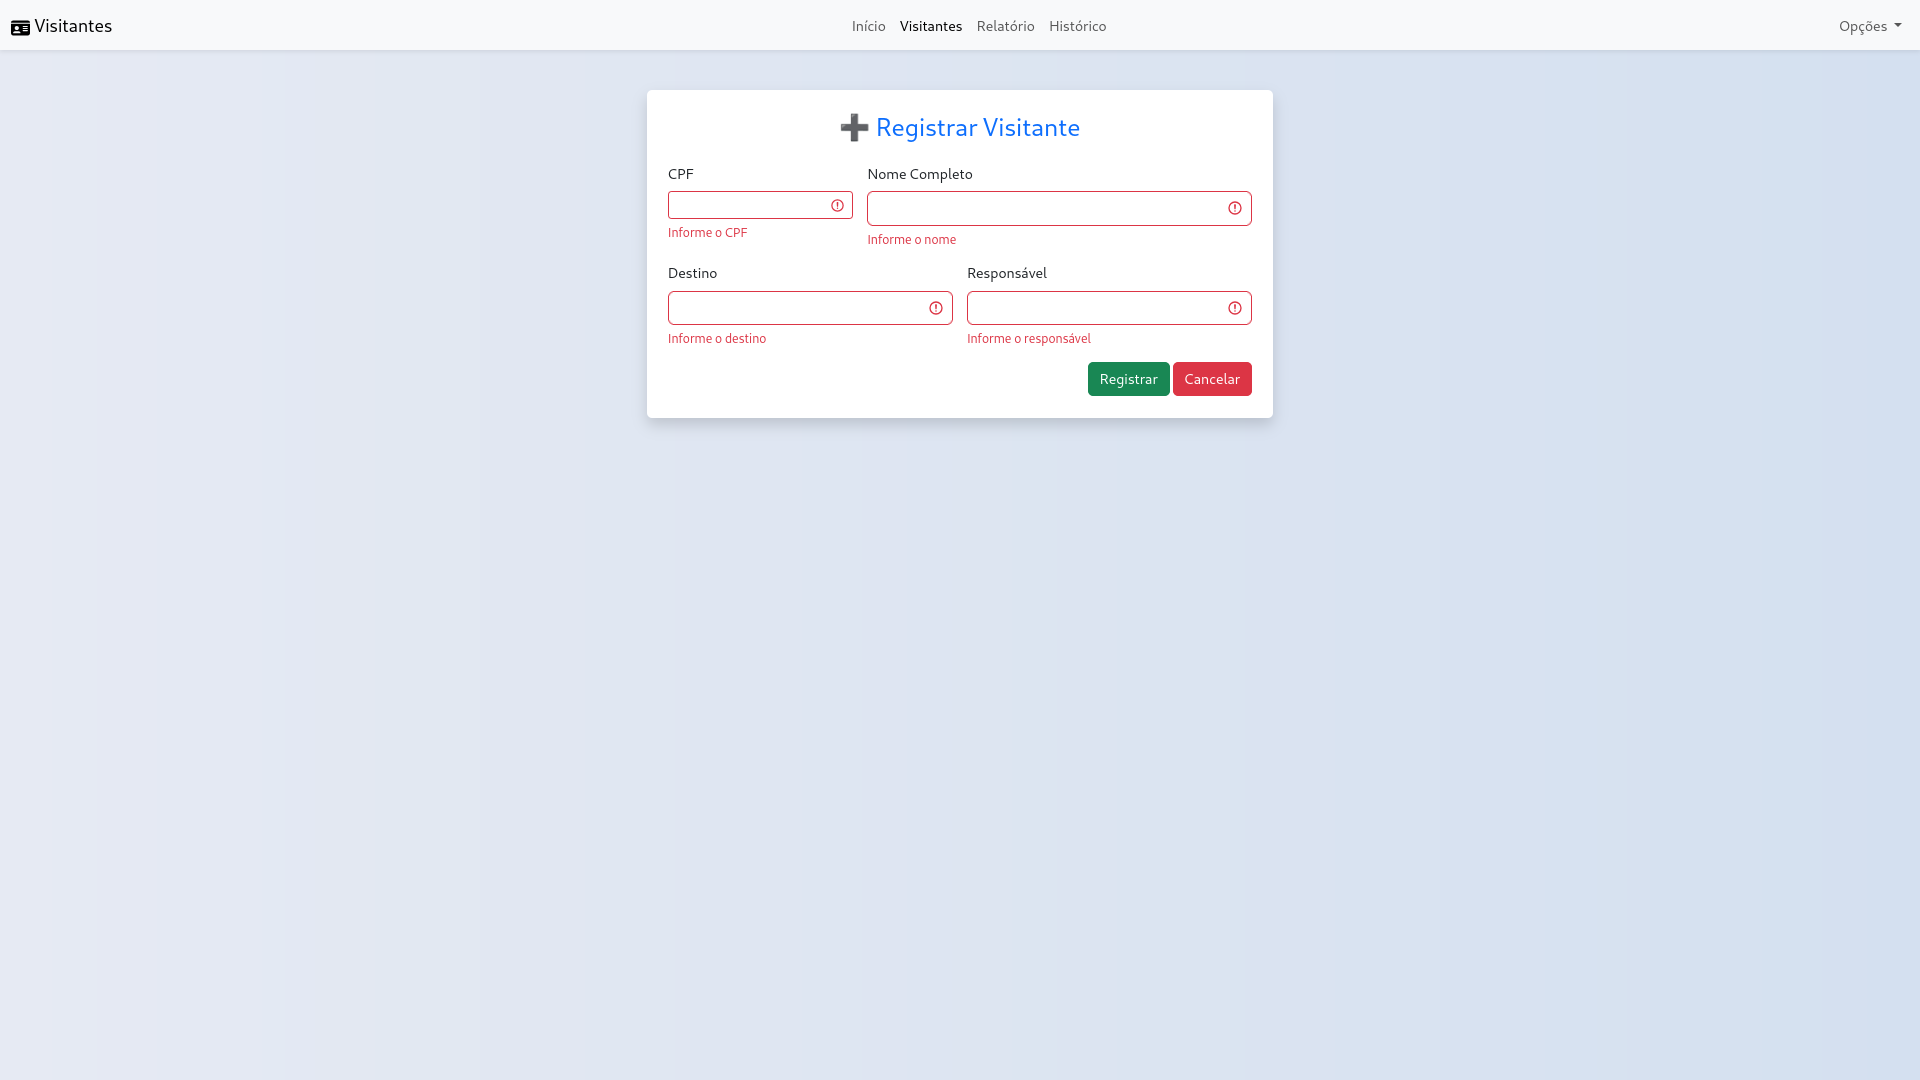 Visitantes
Início Visitantes Relatório Histórico
Opções
Registrar Visitante
CPF
Nome Completo
Informe o CPF
Informe o nome
Destino
Responsável
Informe o destino
Informe o responsável
Registrar
Cancelar